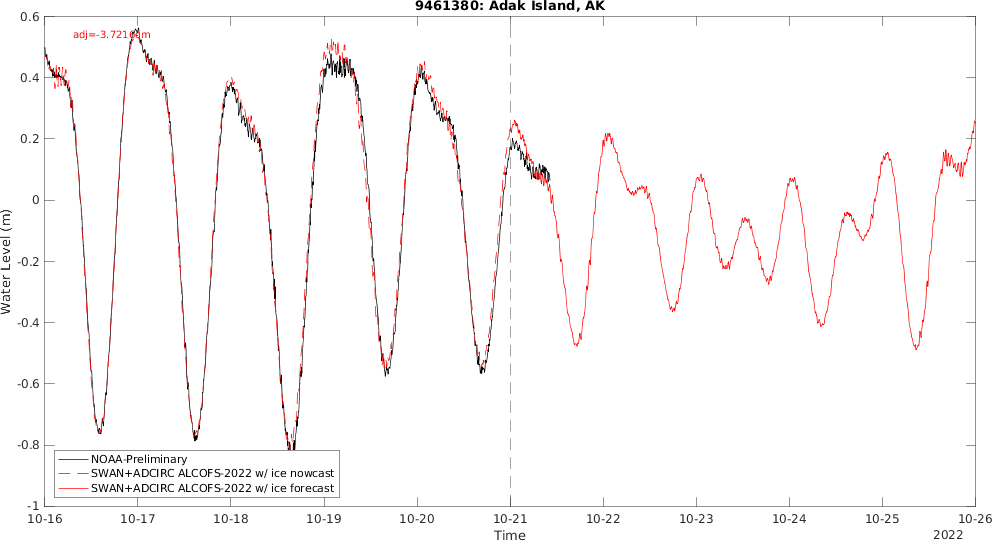 9461380: Adak Island, AK
adj=-3.721
0.6
0.4
0.2
0
-0.2
-0.4
-0.6
-0.8
-1
Water Level (m)
NOAA-Preliminary
SWAN+ADCIRC ALCOFS-2022 w/ ice nowcast
SWAN+ADCIRC ALCOFS-2022 w/ ice forecast
10-16 10-17 10-18 10-19 10-20 10-21 10-22 10-23 10-24 10-25 10-26
Time
2022